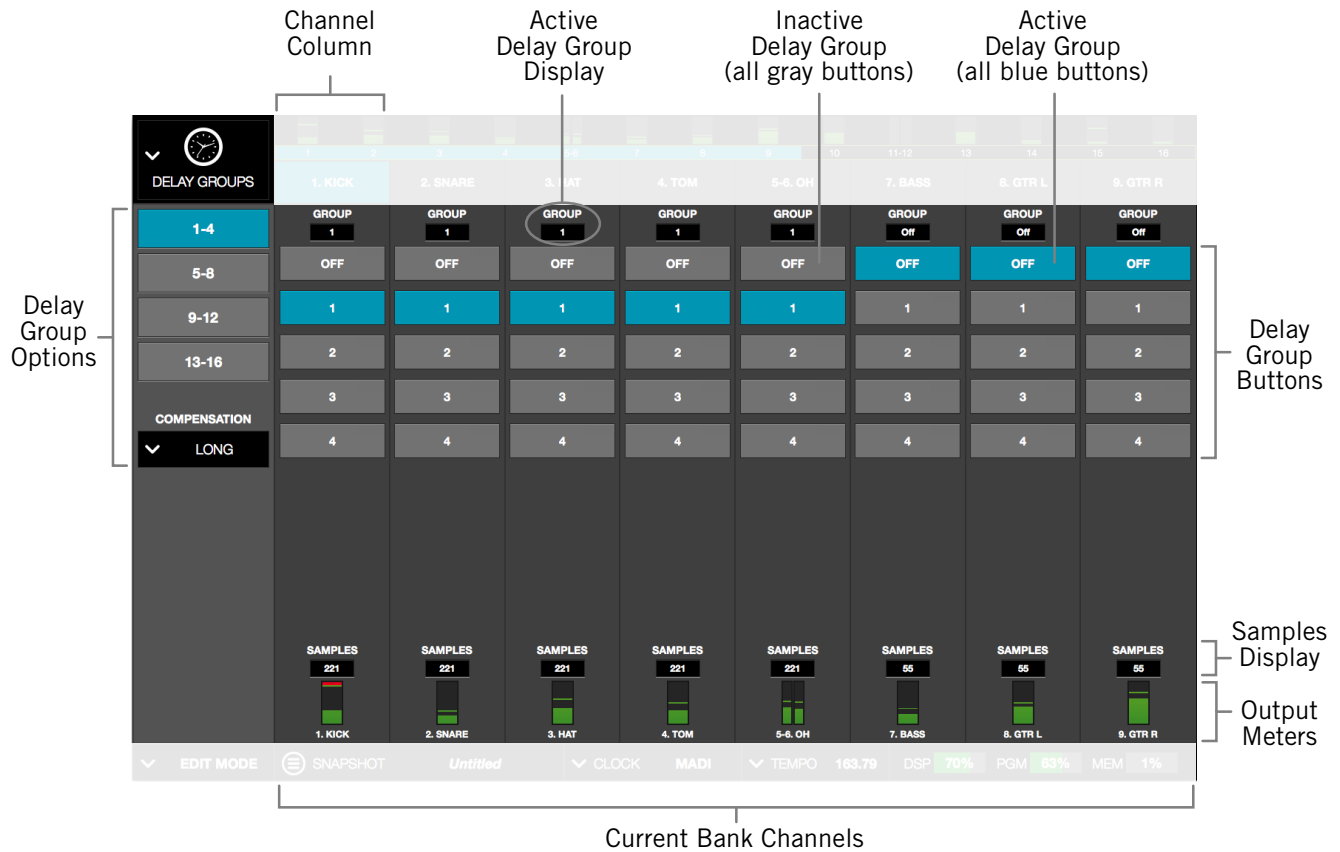 Channel
Column
Active
Delay Group
Display
Inactive
Delay Group
(all gray buttons)
Active
Delay Group
(all blue buttons)
DELAY GROUPS
1 2 3 4 5-6 7 8 9 10 11-12 13 14 15 16
1. KICK 2. SNARE 3. HAT 4. TOM 5-6. OH 7. BASS 8. GTR L 9. GTR R
Delay
Group
Options
1-4
5-8
9-12
13-16
COMPENSATION
LONG
GROUP GROUP GROUP GROUP GROUP GROUP GROUP GROUP
1 1 1 1 1 Off Off Off
OFF OFF OFF OFF OFF OFF OFF OFF
1 1 1 1 1 1 1 1
2 2 2 2 2 2 2 2
3 3 3 3 3 3 3 3
4 4 4 4 4 4 4 4
Delay
Group
Buttons
SAMPLES SAMPLES SAMPLES SAMPLES SAMPLES SAMPLES SAMPLES SAMPLES
221 221 221 221 221 55 55 55
Samples
Display
1. KICK 2. SNARE 3. HAT 4. TOM 5-6. OH 7. BASS 8. GTR L 9. GTR R
Output
Meters
EDIT MODE SNAPSHOT Untitled CLOCK MADI TEMPO 163.79 DSP 70% PGM 63% MEM 1%
Current Bank Channels